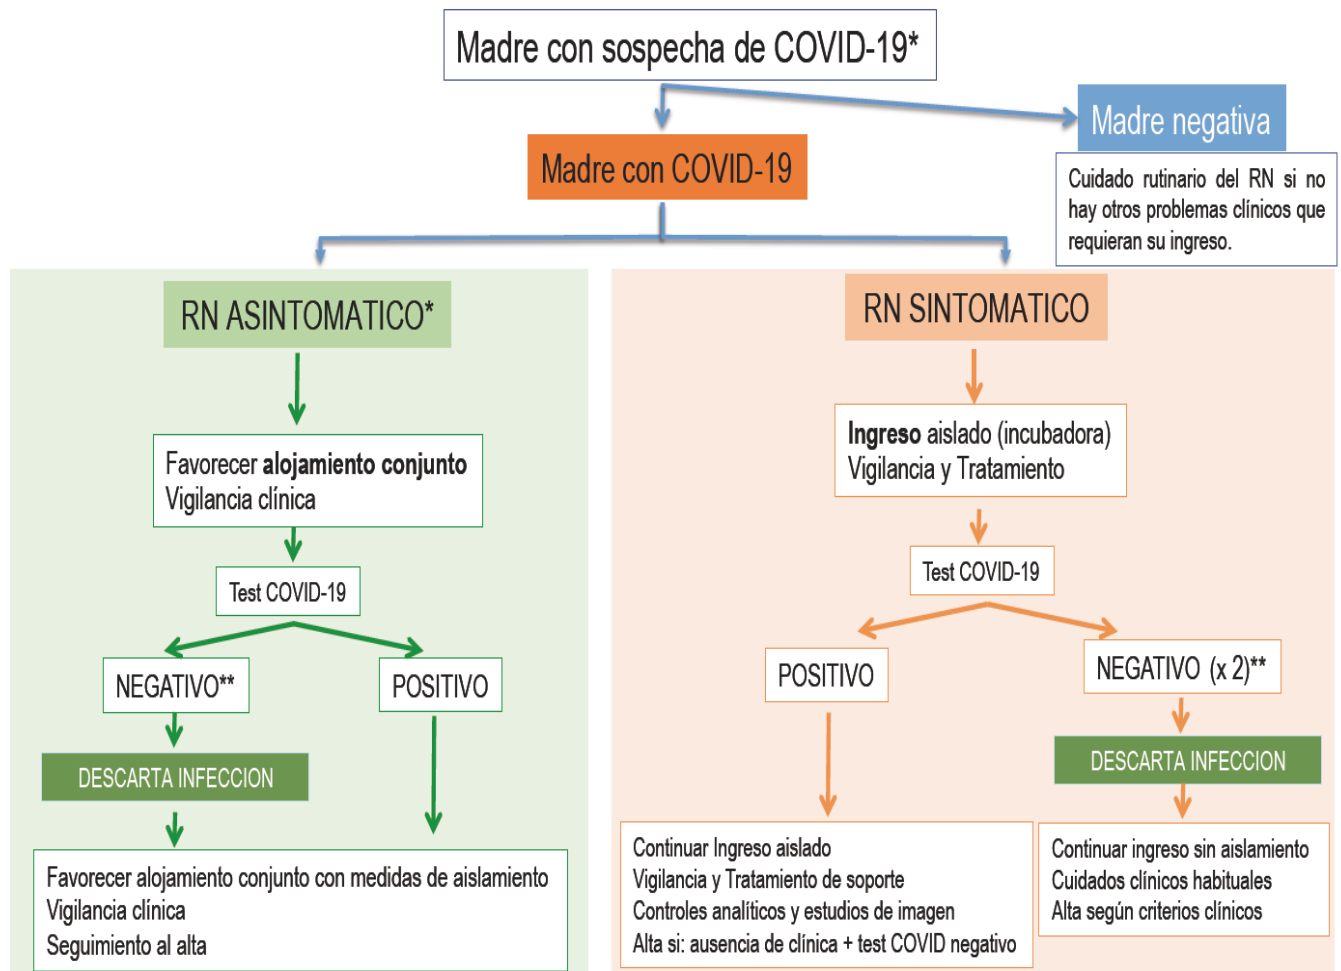 Madre con sospecha de COVID-19*
Madre negativa
Cuidado rutinario del RN si no
hay otros problemas clínicos que
requieran su ingreso.
Madre con COVID-19
RN ASINTOMATICO*
Favorecer alojamiento conjunto
Vigilancia clínica
Test COVID-19
NEGATIVO**
POSITIVO
DESCARTA INFECCION
Favorecer alojamiento conjunto con medidas de aislamiento
Vigilancia clínica
Seguimiento al alta
RN SINTOMATICO
Ingreso aislado (incubadora)
Vigilancia y Tratamiento
Test COVID-19
POSITIVO
NEGATIVO (x 2)**
DESCARTA INFECCION
Continuar Ingreso aislado
Vigilancia y Tratamiento de soporte
Controles analíticos y estudios de imagen
Alta si: ausencia de clínica + test COVID negativo
Continuar ingreso sin aislamiento
Cuidados clínicos habituales
Alta según criterios clínicos